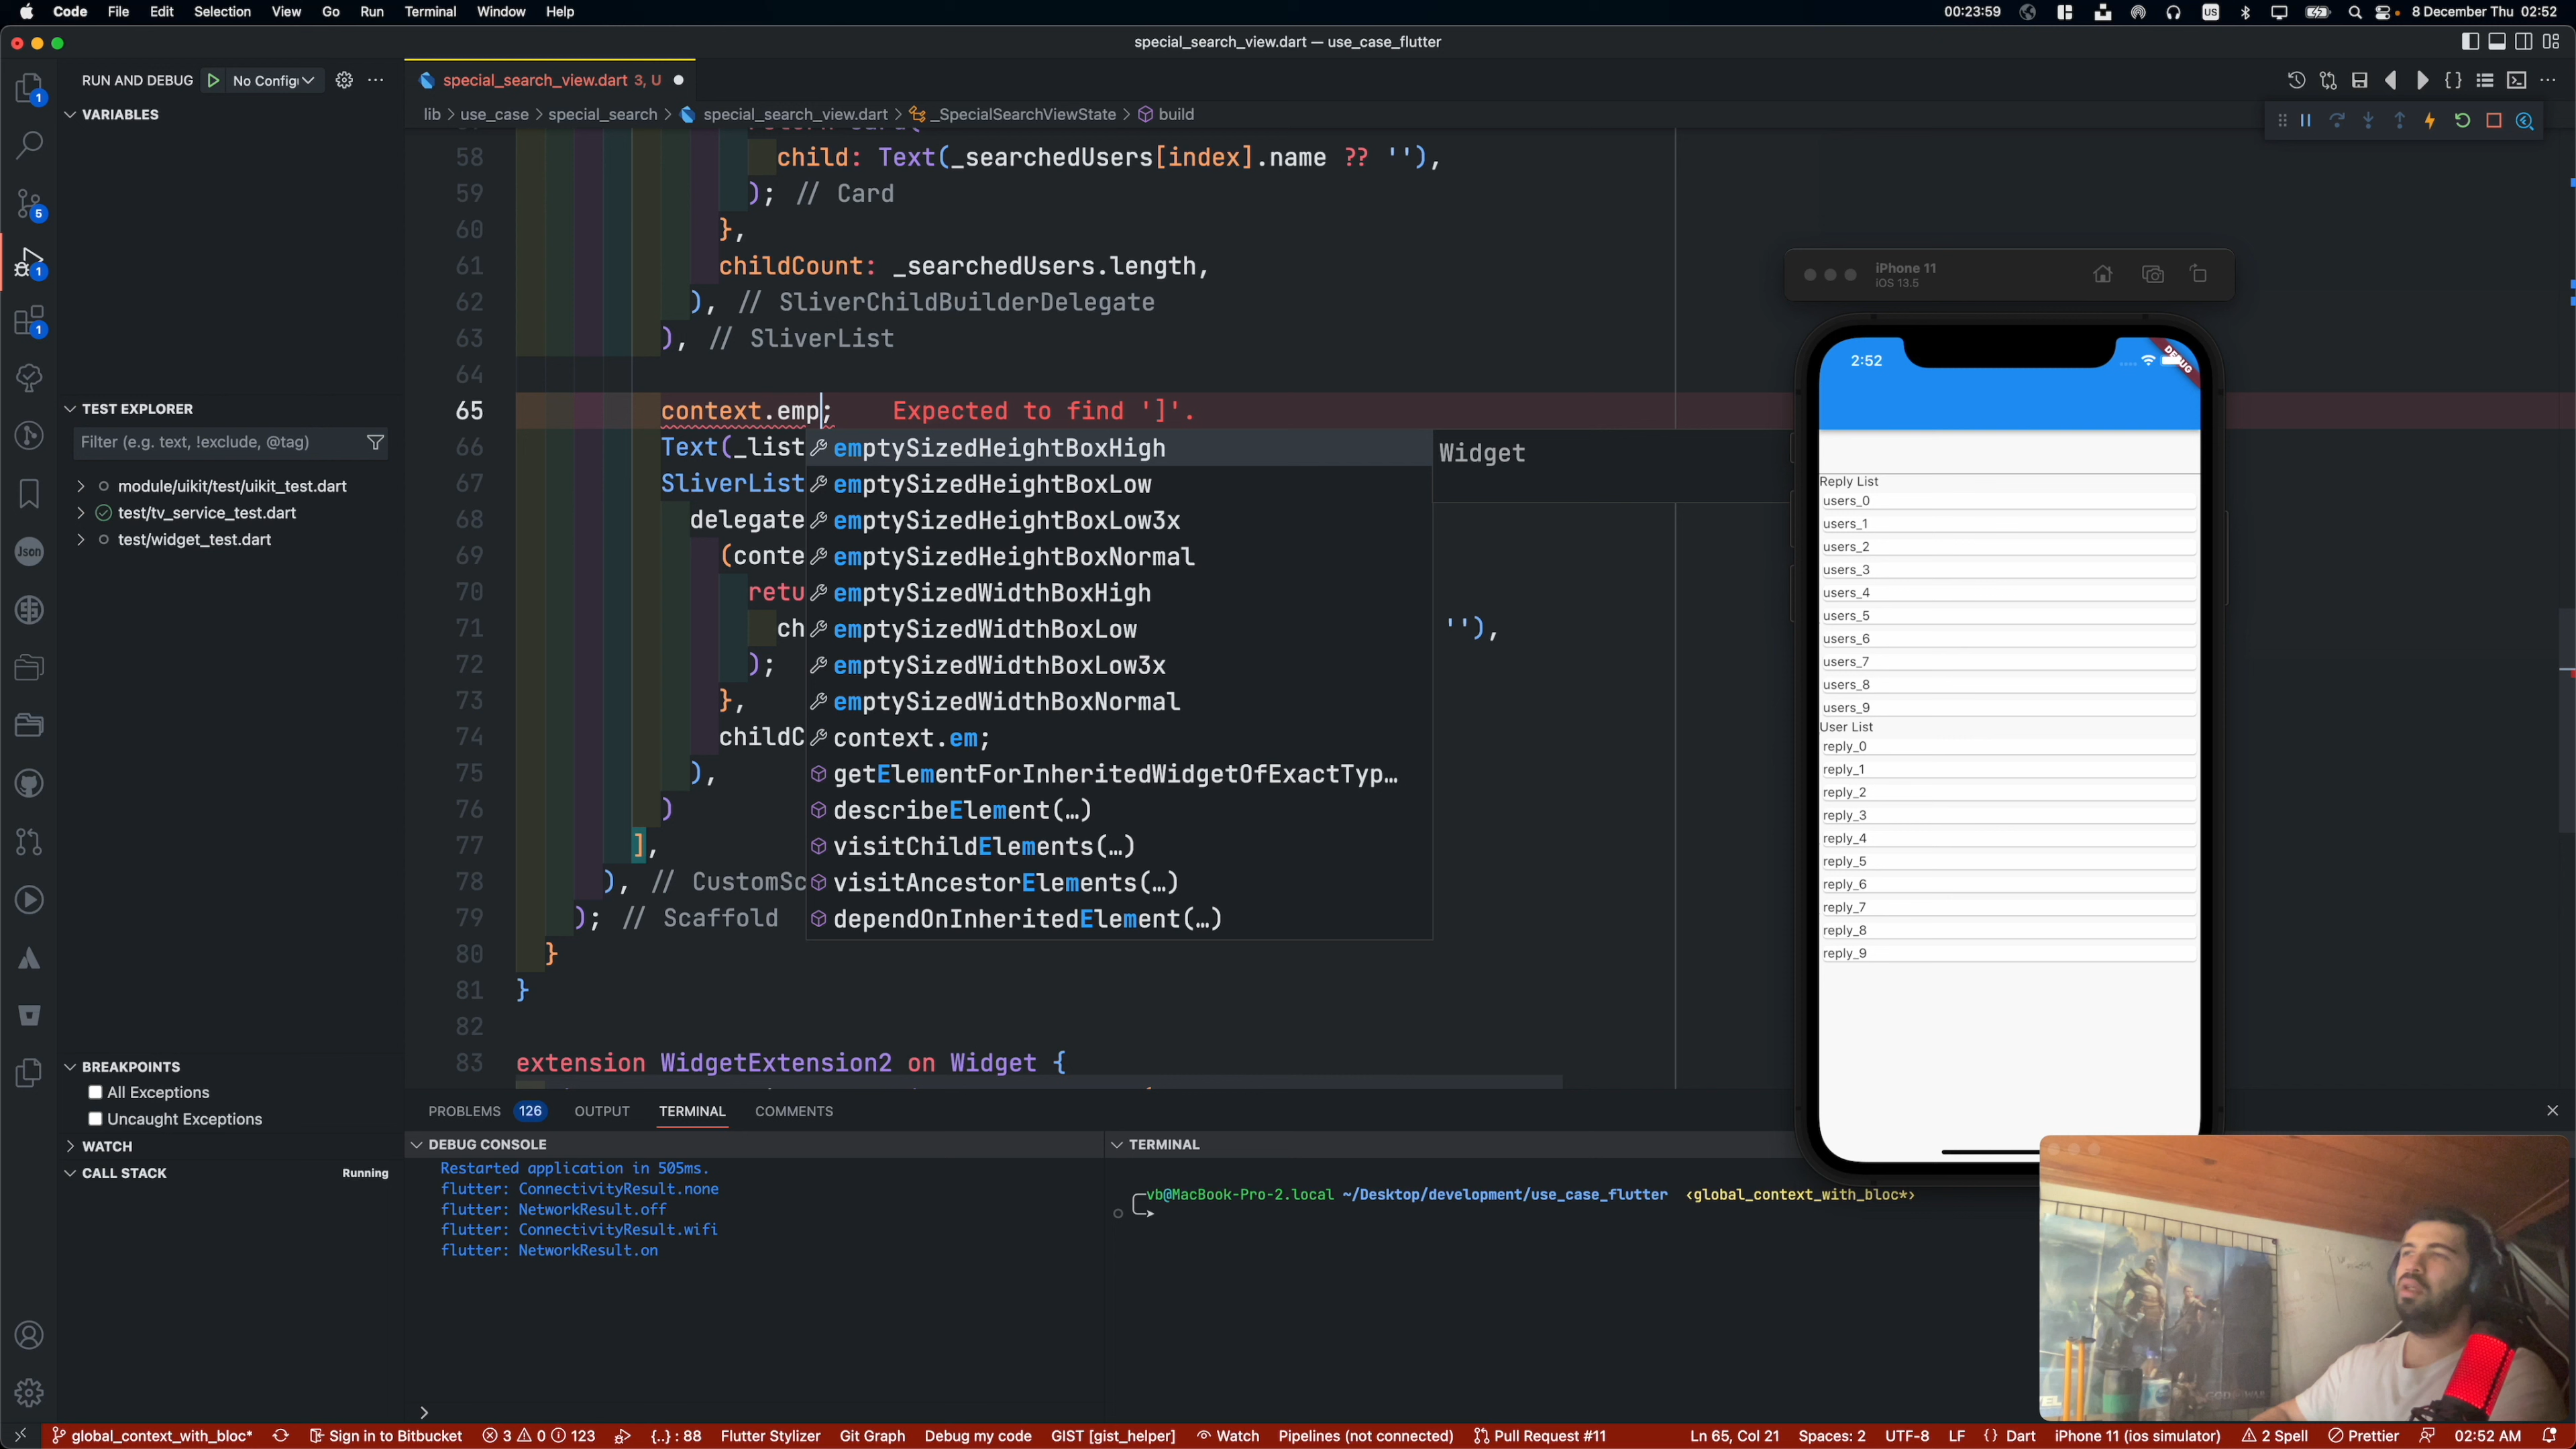 Code File Edit Selection View Go Run Terminal Window Help 00:23:59 US 8 December Thu 02:52
special_search_view.dart — use_case_flutter
RUN AND DEBUG No Config
special_search_view.dart 3, U
lib > use_case > special_search > special_search_view.dart > _SpecialSearchViewState > build
VARIABLES
TEST EXPLORER
Filter (e.g. text, !exclude, @tag)
module/uikit/test/uikit_test.dart
test/tv_service_test.dart
test/widget_test.dart
BREAKPOINTS
All Exceptions
Uncaught Exceptions
WATCH
CALL STACK Running
1
5
1
1
Json
58 child: Text(_searchedUsers[index].name ?? ''),
59 ); // Card
60 },
61 childCount: _searchedUsers.length,
62 ), // SliverChildBuilderDelegate
63 ), // SliverList
64
65 context.emp; Expected to find ']'.
66 Text(_list
67 SliverList
68 delegate
69 (conte
70 retu
71 ch ''),
72 );
73 },
74 childC
75 ),
76 )
77 ],
78 ), // CustomSc
79 ); // Scaffold
80 }
81 }
82
83 extension WidgetExtension2 on Widget {
emptySizedHeightBoxHigh Widget
emptySizedHeightBoxLow
emptySizedHeightBoxLow3x
emptySizedHeightBoxNormal
emptySizedWidthBoxHigh
emptySizedWidthBoxLow
emptySizedWidthBoxLow3x
emptySizedWidthBoxNormal
context.em;
getElementForInheritedWidgetOfExactTyp…
describeElement(…)
visitChildElements(…)
visitAncestorElements(…)
dependOnInheritedElement(…)
iPhone 11
iOS 13.5
2:52
DEBUG
Reply List
users_0
users_1
users_2
users_3
users_4
users_5
users_6
users_7
users_8
users_9
User List
reply_0
reply_1
reply_2
reply_3
reply_4
reply_5
reply_6
reply_7
reply_8
reply_9
PROBLEMS 126 OUTPUT TERMINAL COMMENTS
DEBUG CONSOLE
Restarted application in 505ms.
flutter: ConnectivityResult.none
flutter: NetworkResult.off
flutter: ConnectivityResult.wifi
flutter: NetworkResult.on
TERMINAL
vb@MacBook-Pro-2.local ~/Desktop/development/use_case_flutter ‹global_context_with_bloc*›
global_context_with_bloc* Sign in to Bitbucket 3 0 123 {..} : 88 Flutter Stylizer Git Graph Debug my code GIST [gist_helper] Watch Pipelines (not connected) Pull Request #11 Ln 65, Col 21 Spaces: 2 UTF-8 LF {} Dart iPhone 11 (ios simulator) 2 Spell Prettier 02:52 AM